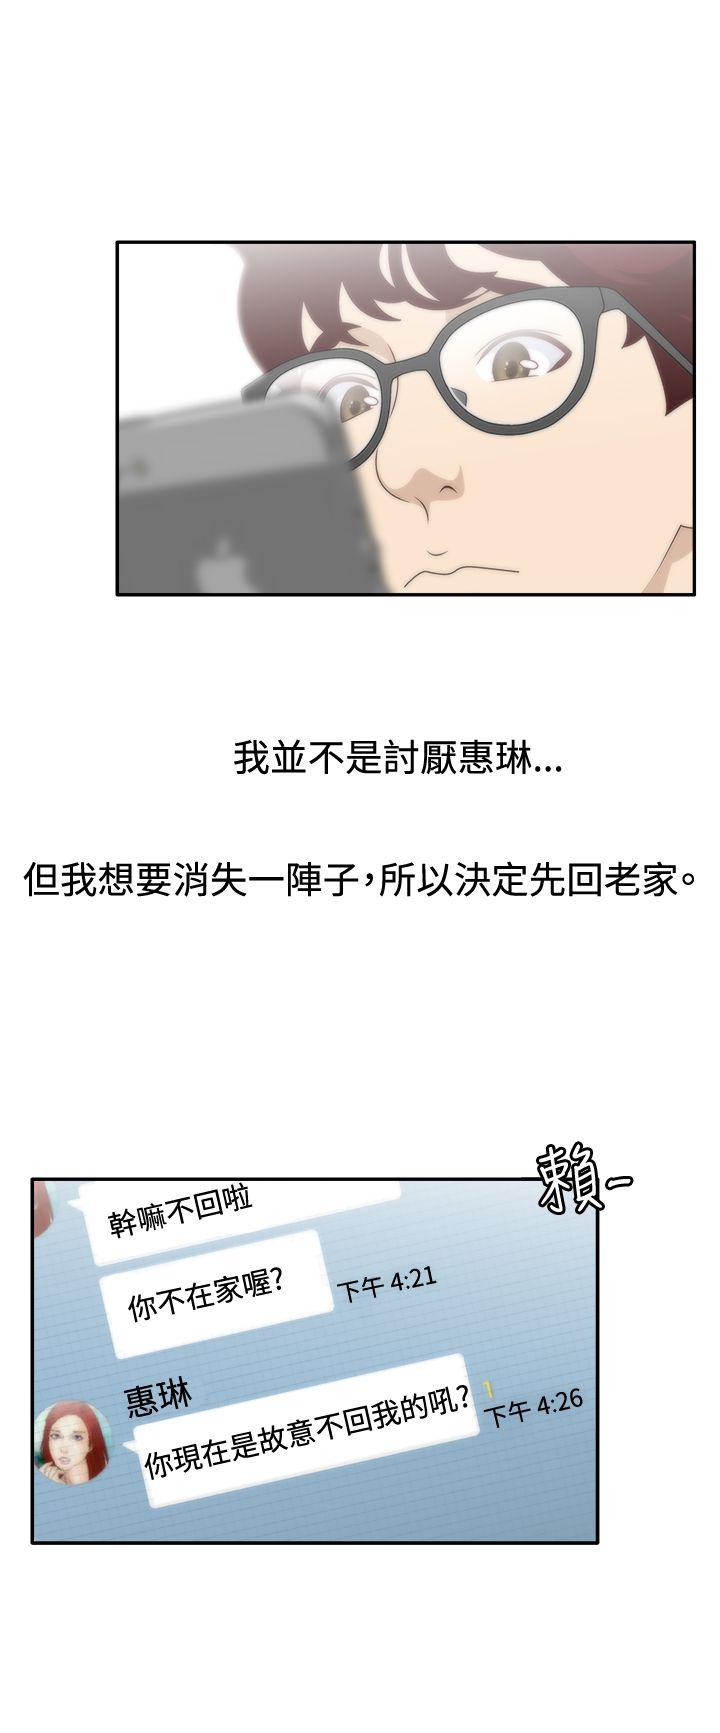 我並不是討厭惠琳...
但我想要消失一陣子，所以決定先回老家。
賴~
幹嘛不回啦
你不在家喔?
下午 4:21
惠琳
你現在是故意不回我的吼?
1
下午 4:26